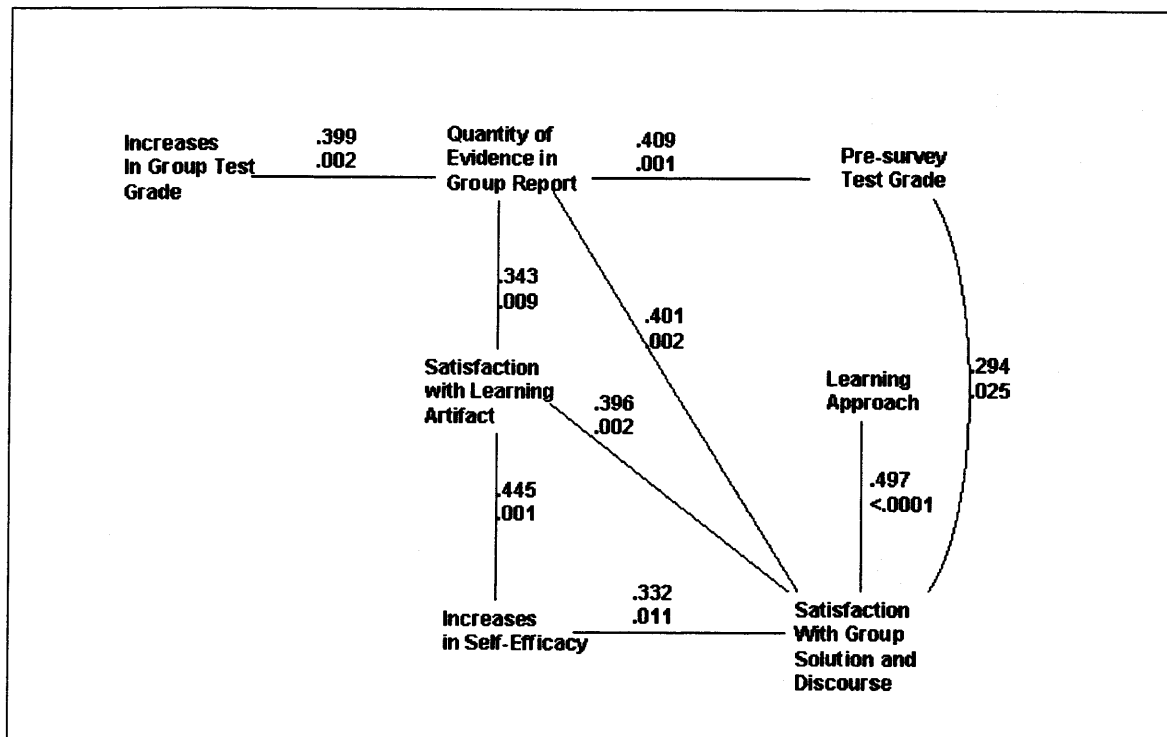 Increases
In Group Test
Grade
.399
.002
Quantity of
Evidence in
Group Report
.409
.001
Pre-survey
Test Grade
.343
.009
.401
.002
.294
.025
Satisfaction
with Learning
Artifact
.396
.002
Learning
Approach
.445
.001
.497
<.0001
Increases
in Self-Efficacy
.332
.011
Satisfaction
With Group
Solution and
Discourse